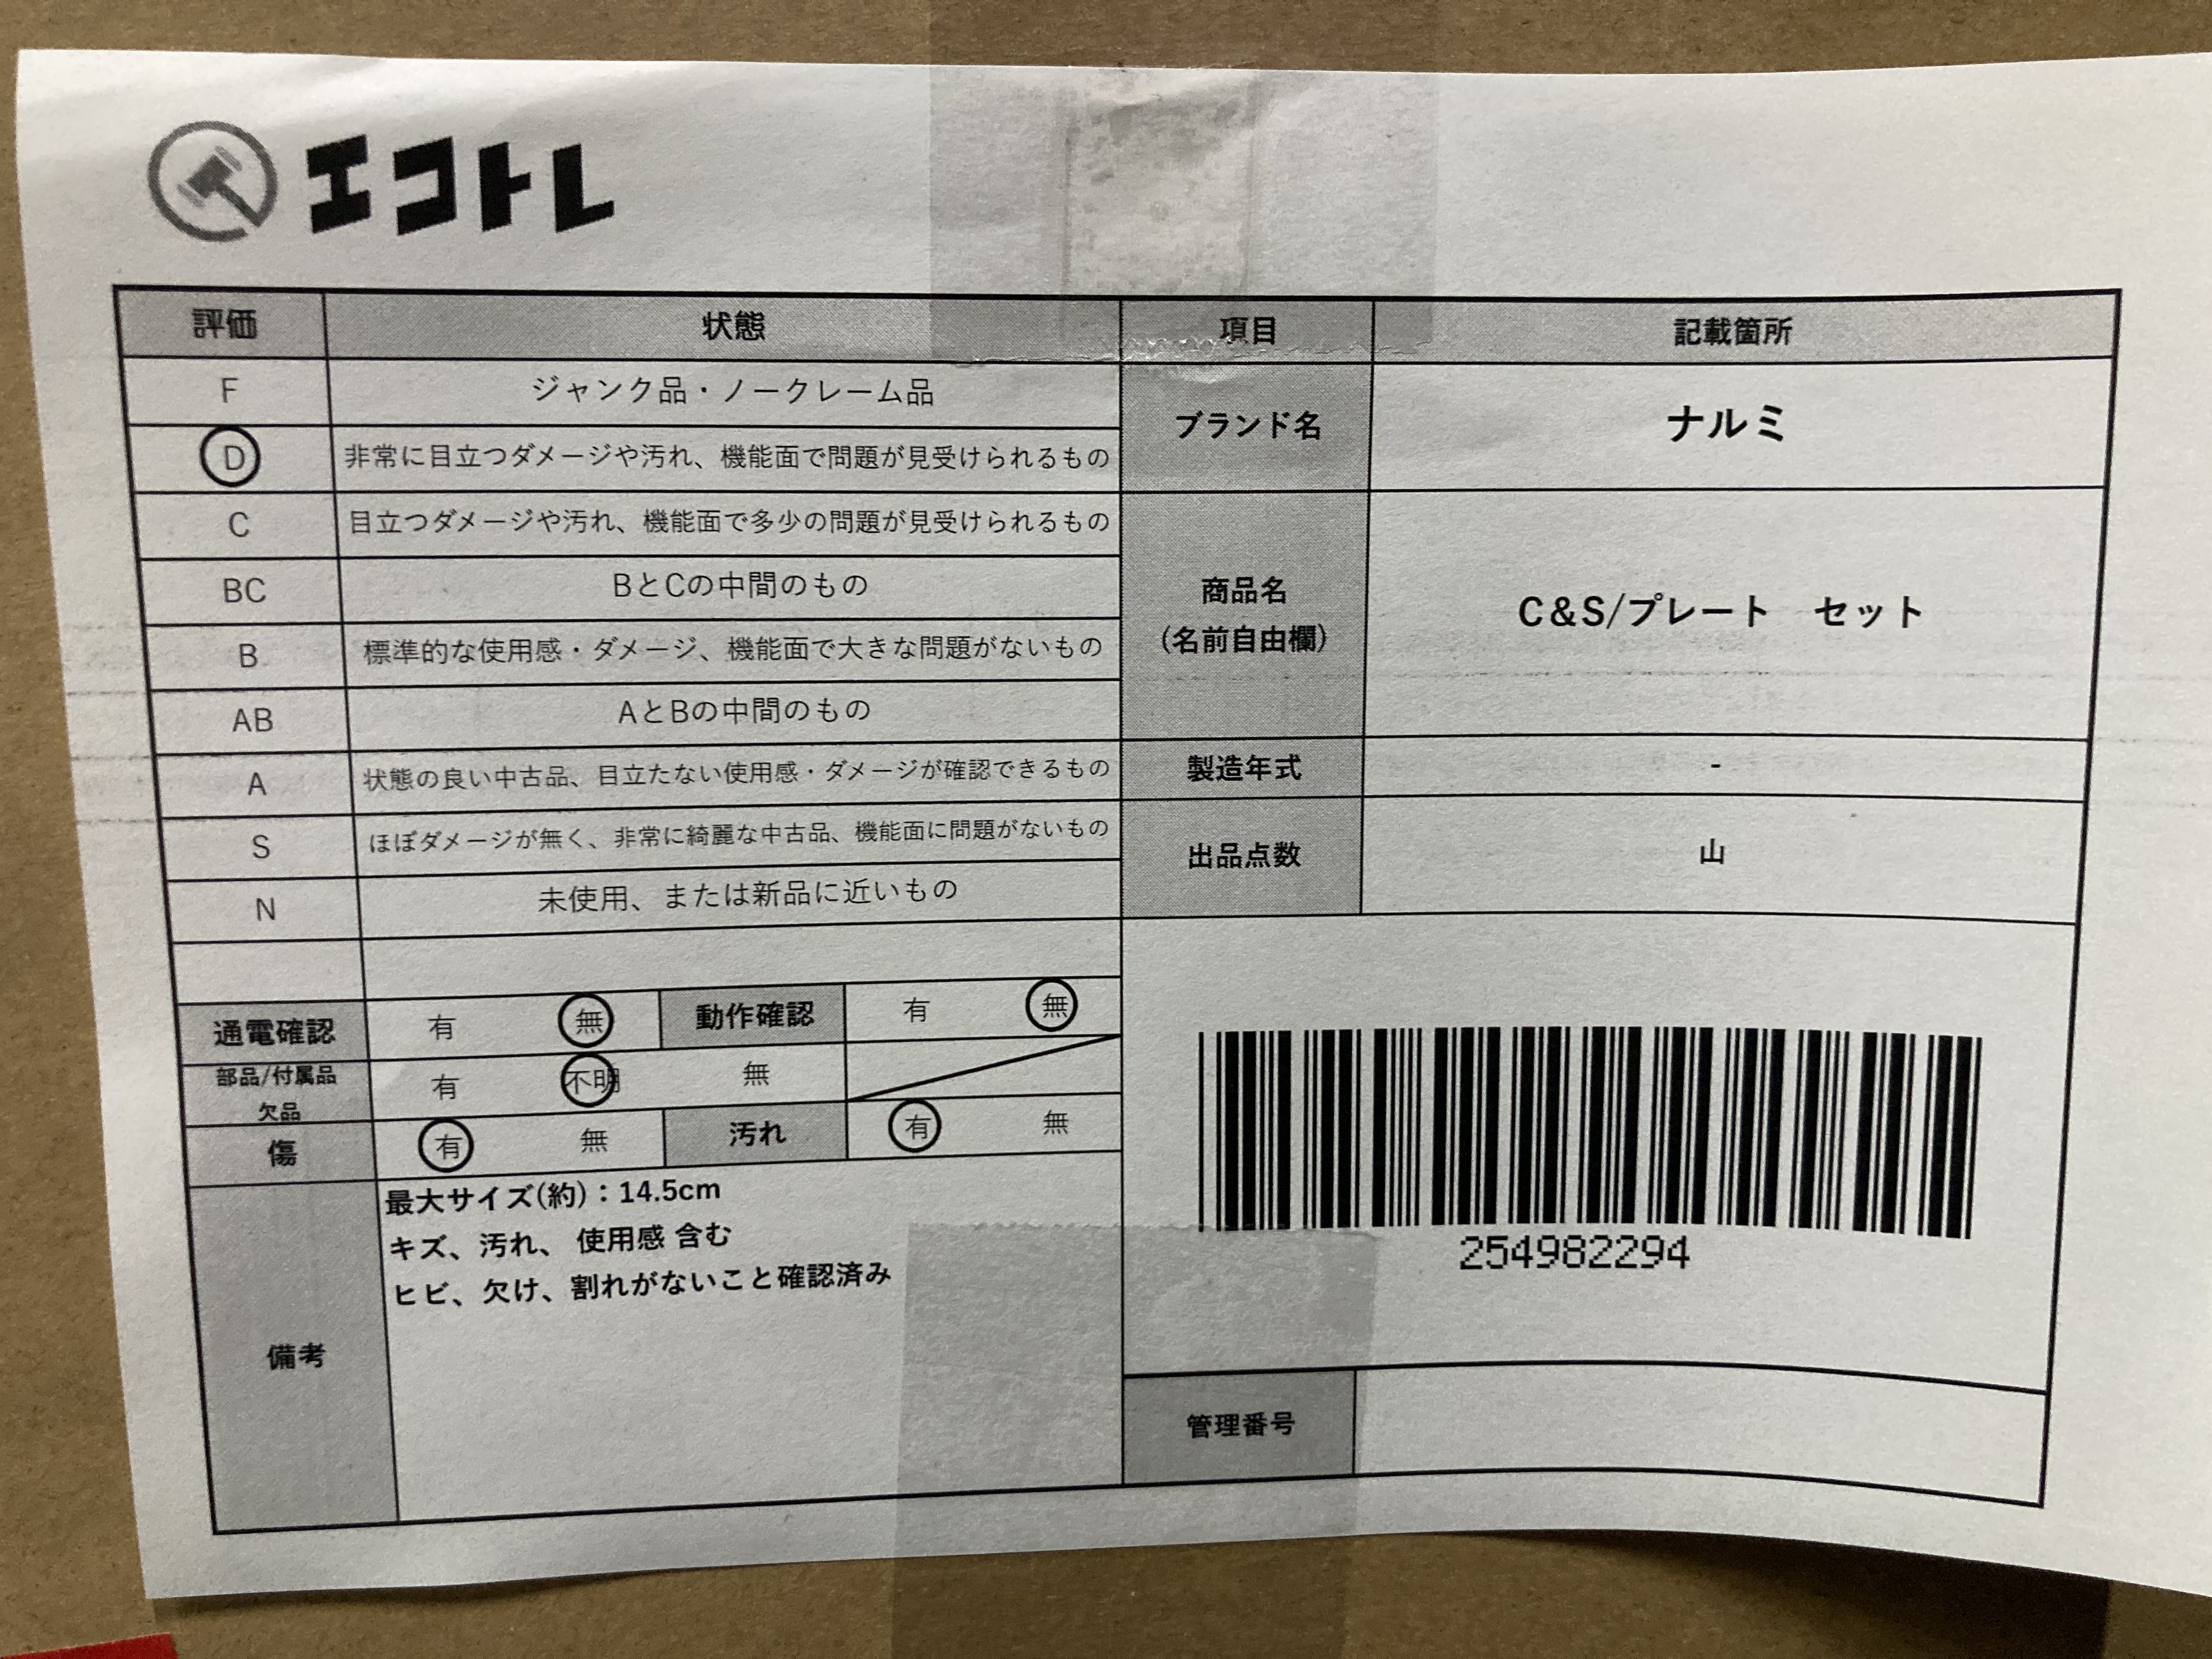 エコトレ
評価 状態 項目 記載箇所
F ジャンク品・ノークレーム品
D 非常に目立つダメージや汚れ、機能面で問題が見受けられるもの
ブランド名 ナルミ
C 目立つダメージや汚れ、機能面で多少の問題が見受けられるもの
BC BとCの中間のもの
商品名
(名前自由欄)
C&S/プレート　セット
B 標準的な使用感・ダメージ、機能面で大きな問題がないもの
AB AとBの中間のもの
A 状態の良い中古品、目立たない使用感・ダメージが確認できるもの
製造年式 -
S ほぼダメージが無く、非常に綺麗な中古品、機能面に問題がないもの
出品点数 山
N 未使用、または新品に近いもの
通電確認 有 無 動作確認 有 無
部品/付属品
欠品
有 不明 無
傷 有 無 汚れ 有 無
備考
最大サイズ(約)：14.5cm
キズ、汚れ、 使用感 含む
ヒビ、欠け、割れがないこと確認済み
254982294
管理番号